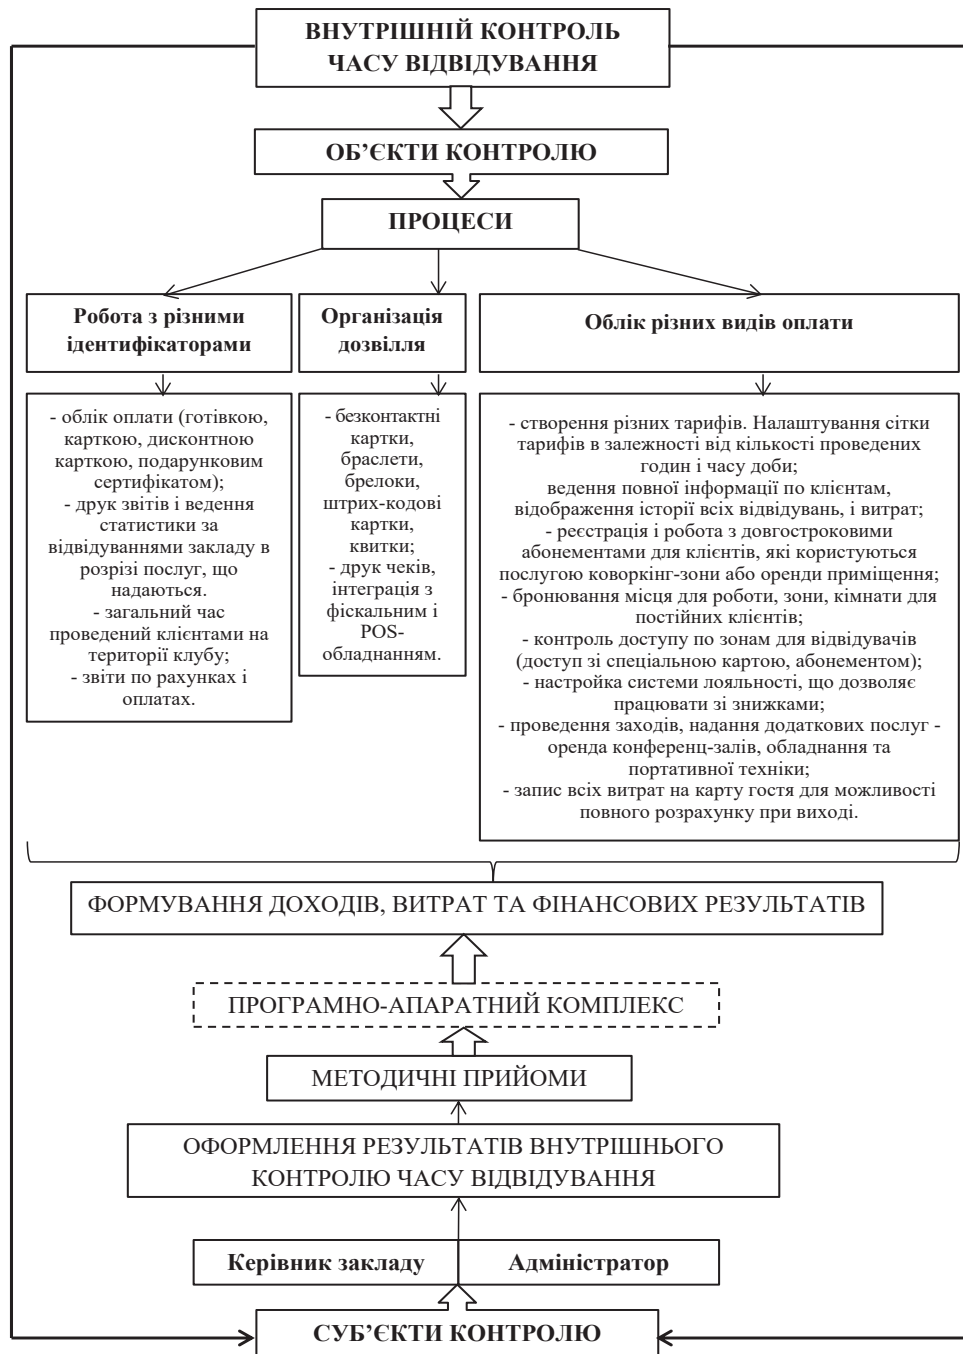 ВНУТРІШНІЙ КОНТРОЛЬ
ЧАСУ ВІДВІДУВАННЯ
ОБ’ЄКТИ КОНТРОЛЮ
ПРОЦЕСИ
Робота з різними
ідентифікаторами
Організація
дозвілля
Облік різних видів оплати
- облік оплати (готівкою,
карткою, дисконтною
карткою, подарунковим
сертифікатом);
- друк звітів і ведення
статистики за
відвідуваннями закладу в
розрізі послуг, що
надаються.
- загальний час
проведений клієнтами на
території клубу;
- звіти по рахунках і
оплатах.
- безконтактні
картки,
браслети,
брелоки,
штрих-кодові
картки,
квитки;
- друк чеків,
інтеграція з
фіскальним і
POS-
обладнанням.
- створення різних тарифів. Налаштування сітки
тарифів в залежності від кількості проведених
годин і часу доби;
ведення повної інформації по клієнтам,
відображення історії всіх відвідувань, і витрат;
- реєстрація і робота з довгостроковими
абонементами для клієнтів, які користуються
послугою коворкінг-зони або оренди приміщення;
- бронювання місця для роботи, зони, кімнати для
постійних клієнтів;
- контроль доступу по зонам для відвідувачів
(доступ зі спеціальною картою, абонементом);
- настройка системи лояльності, що дозволяє
працювати зі знижками;
- проведення заходів, надання додаткових послуг -
оренда конференц-залів, обладнання та
портативної техніки;
- запис всіх витрат на карту гостя для можливості
повного розрахунку при виході.
ФОРМУВАННЯ ДОХОДІВ, ВИТРАТ ТА ФІНАНСОВИХ РЕЗУЛЬТАТІВ
ПРОГРАМНО-АПАРАТНИЙ КОМПЛЕКС
МЕТОДИЧНІ ПРИЙОМИ
ОФОРМЛЕННЯ РЕЗУЛЬТАТІВ ВНУТРІШНЬОГО
КОНТРОЛЮ ЧАСУ ВІДВІДУВАННЯ
Керівник закладу
Адміністратор
СУБ’ЄКТИ КОНТРОЛЮ